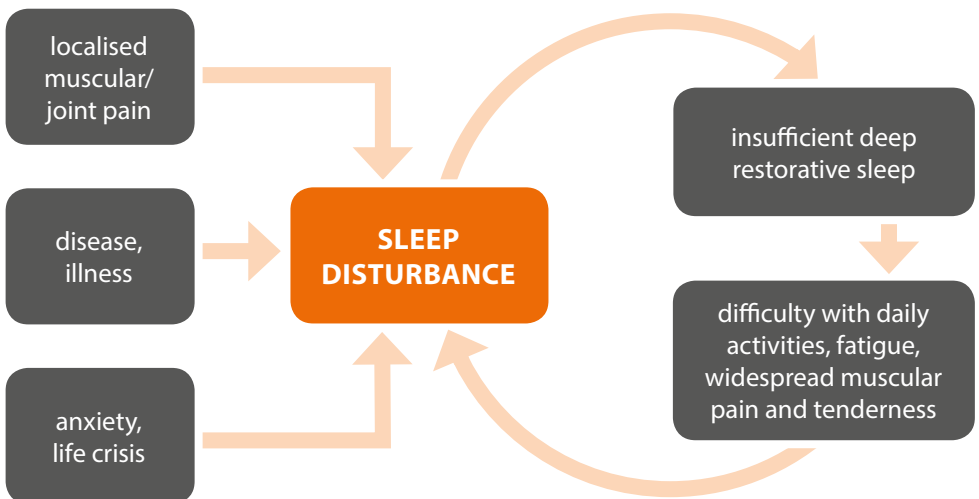 localised
muscular/
joint pain
disease,
illness
anxiety,
life crisis
SLEEP
DISTURBANCE
insufficient deep
restorative sleep
difficulty with daily
activities, fatigue,
widespread muscular
pain and tenderness